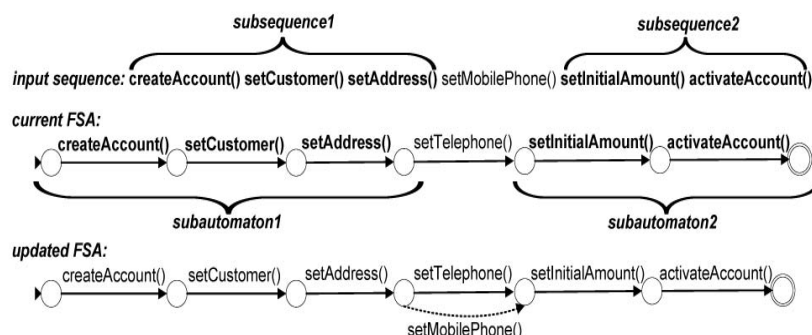 subsequence1 subsequence2
input sequence: createAccount() setCustomer() setAddress() setMobilePhone() setInitialAmount() activateAccount()
current FSA:
createAccount() setCustomer() setAddress() setTelephone() setInitialAmount() activateAccount()
subautomaton1 subautomaton2
updated FSA:
createAccount() setCustomer() setAddress() setTelephone() setInitialAmount() activateAccount()
setMobilePhone()